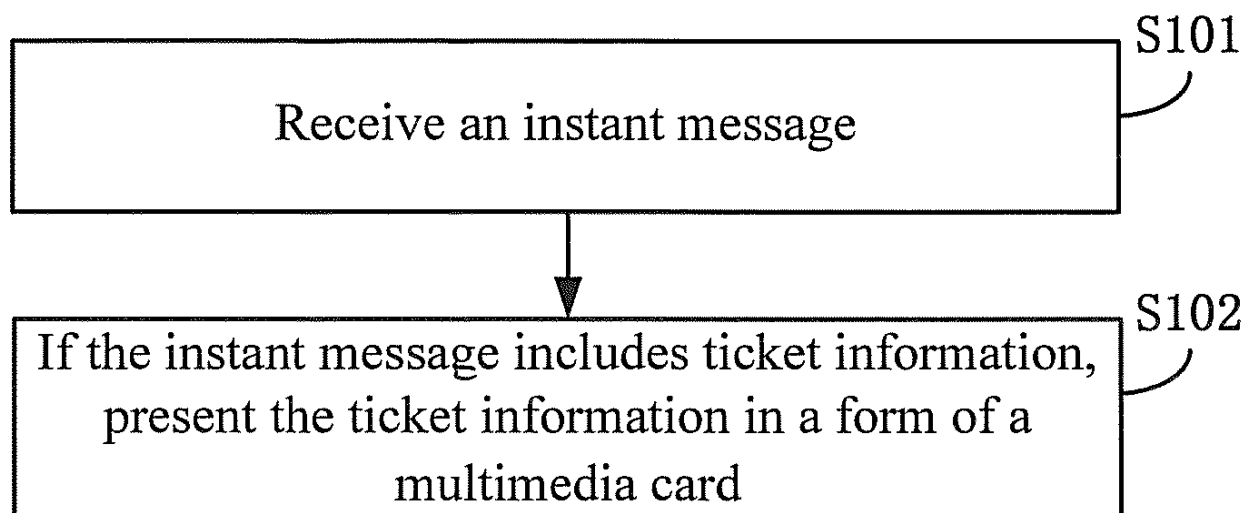 S101
Receive an instant message
S102
If the instant message includes ticket information,
present the ticket information in a form of a
multimedia card